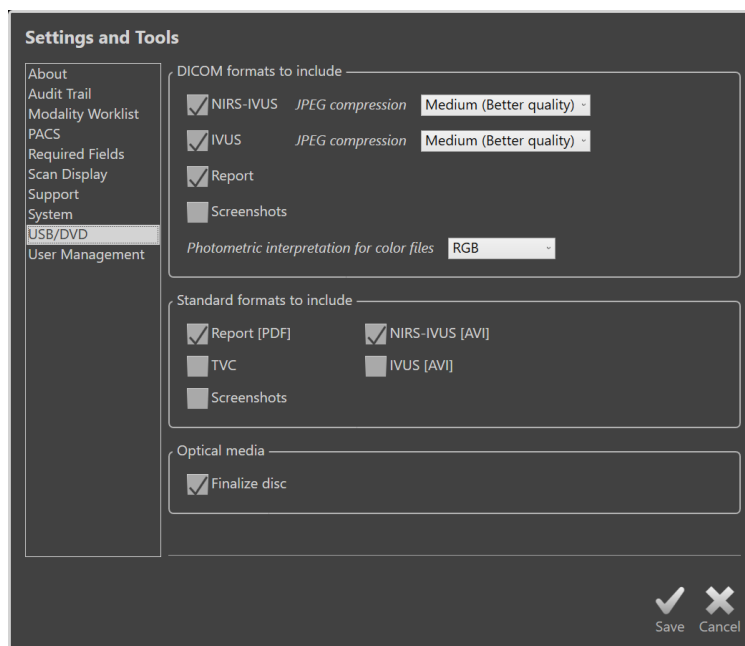 Settings and Tools
About
Audit Trail
Modality Worklist
PACS
Required Fields
Scan Display
Support
System
USB/DVD
User Management
DICOM formats to include
NIRS-IVUS JPEG compression Medium (Better quality)
IVUS JPEG compression Medium (Better quality)
Report
Screenshots
Photometric interpretation for color files RGB
Standard formats to include
Report [PDF] NIRS-IVUS [AVI]
TVC IVUS [AVI]
Screenshots
Optical media
Finalize disc
Save Cancel